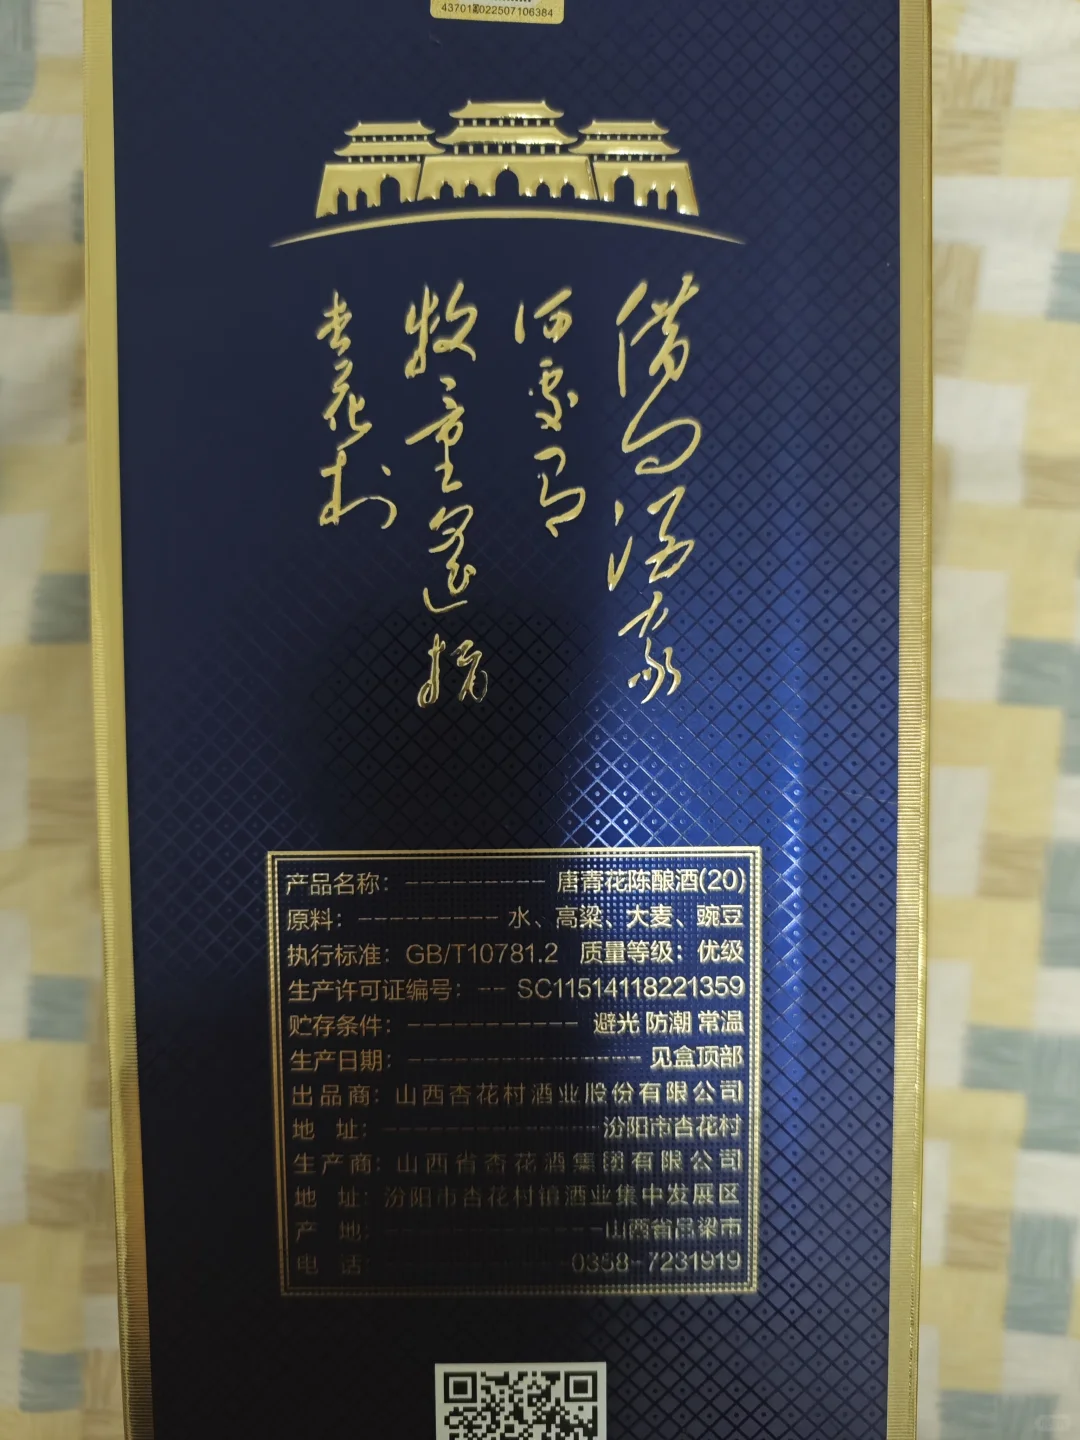 借问酒家
何处有
牧童遥指
杏花村
产品名称：唐青花陈酿酒(20)
原料：水、高粱、大麦、豌豆
执行标准：GB/T10781.2 质量等级：优级
生产许可证编号：SC11514118221359
贮存条件：避光 防潮 常温
生产日期：见盒顶部
出品商：山西杏花村酒业股份有限公司
地址：汾阳市杏花村
生产商：山西省杏花酒集团有限公司
地址：汾阳市杏花村镇酒业集中发展区
产地：山西省吕梁市
电话：0358-7231919